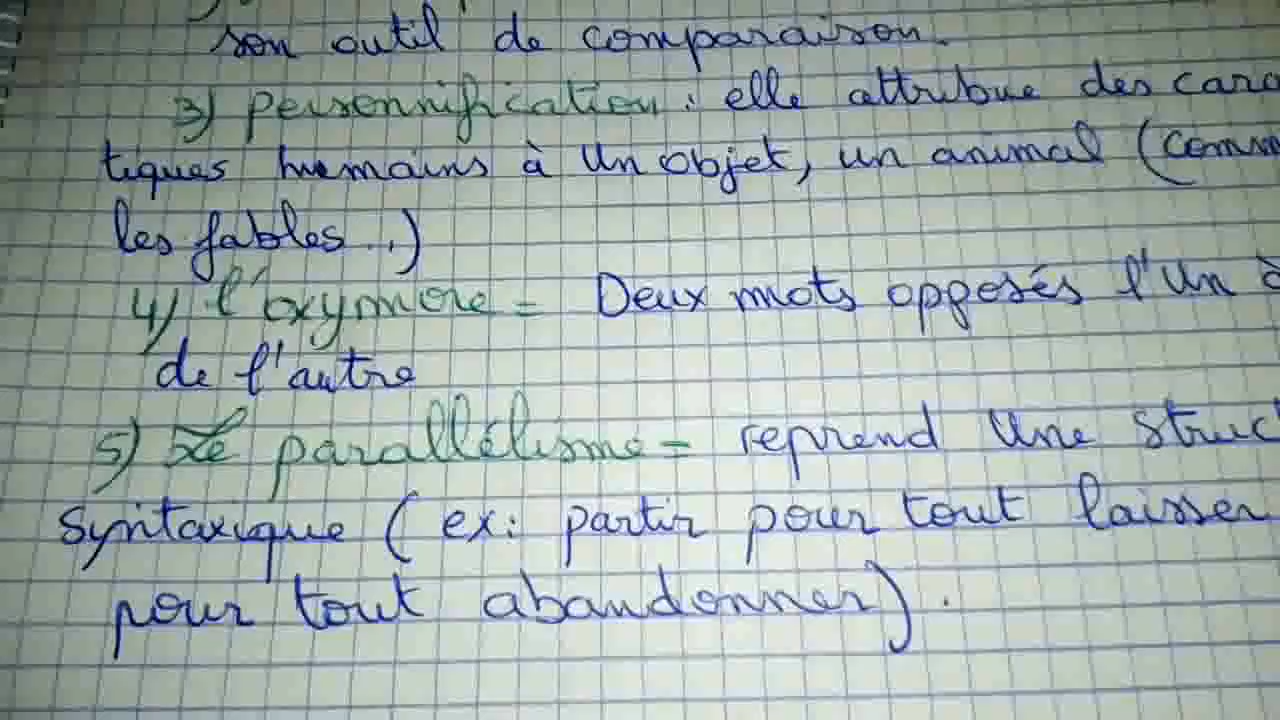 son outil de comparaison.
3) personnification : elle attribue des cara
tiques humains à un objet, un animal (comm
les fables...)
4) l'oxymore = Deux mots opposés l'un à
de l'autre
5) Le parallélisme = reprend une struc
syntaxique (ex: partir pour tout laisser
pour tout abandonner).